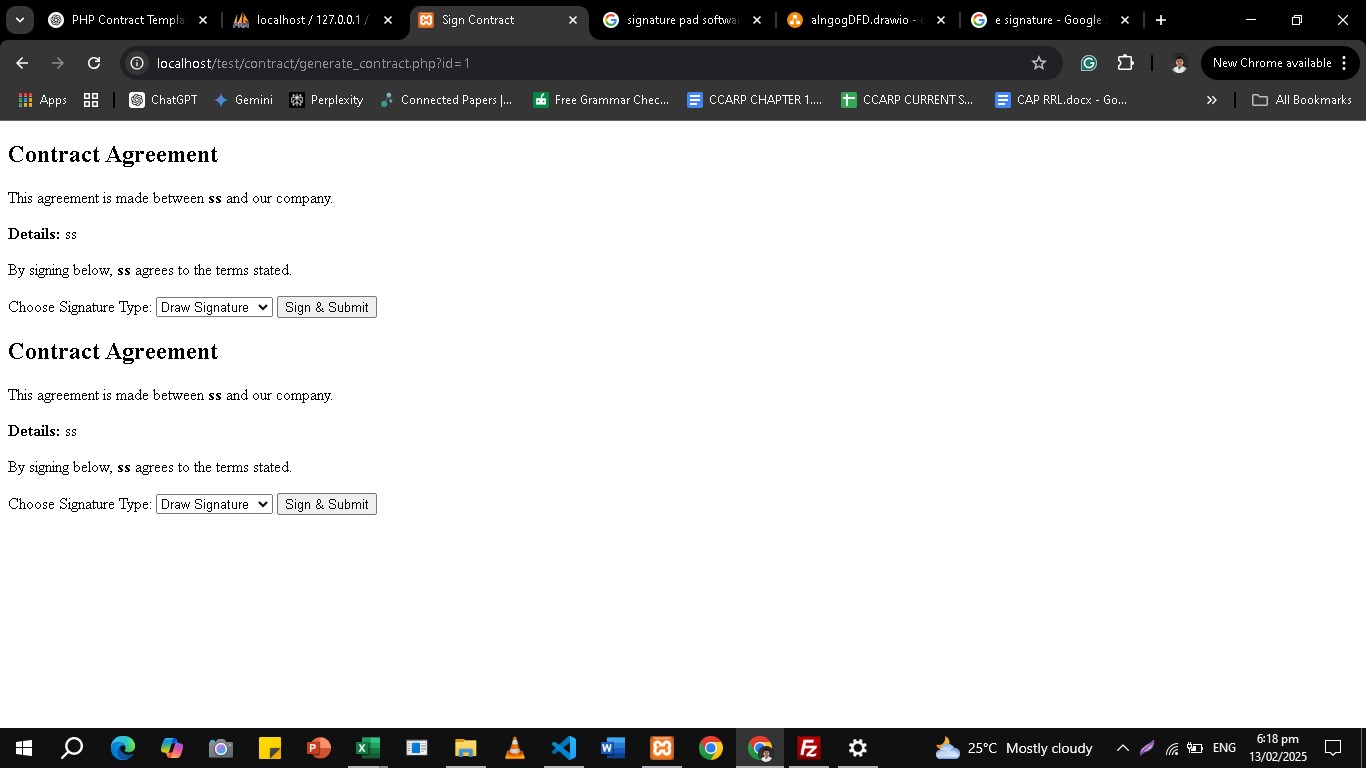 PHP Contract Templa
localhost / 127.0.0.1 /
Sign Contract
signature pad softwa
alngogDFD.drawio -
e signature - Google
localhost/test/contract/generate_contract.php?id=1
New Chrome available
Apps
ChatGPT
Gemini
Perplexity
Connected Papers |...
Free Grammar Chec...
CCARP CHAPTER 1....
CCARP CURRENT S...
CAP RRL.docx - Go...
All Bookmarks
Contract Agreement
This agreement is made between ss and our company.
Details: ss
By signing below, ss agrees to the terms stated.
Choose Signature Type: Draw Signature Sign & Submit
Contract Agreement
This agreement is made between ss and our company.
Details: ss
By signing below, ss agrees to the terms stated.
Choose Signature Type: Draw Signature Sign & Submit
25°C Mostly cloudy
ENG
6:18 pm
13/02/2025